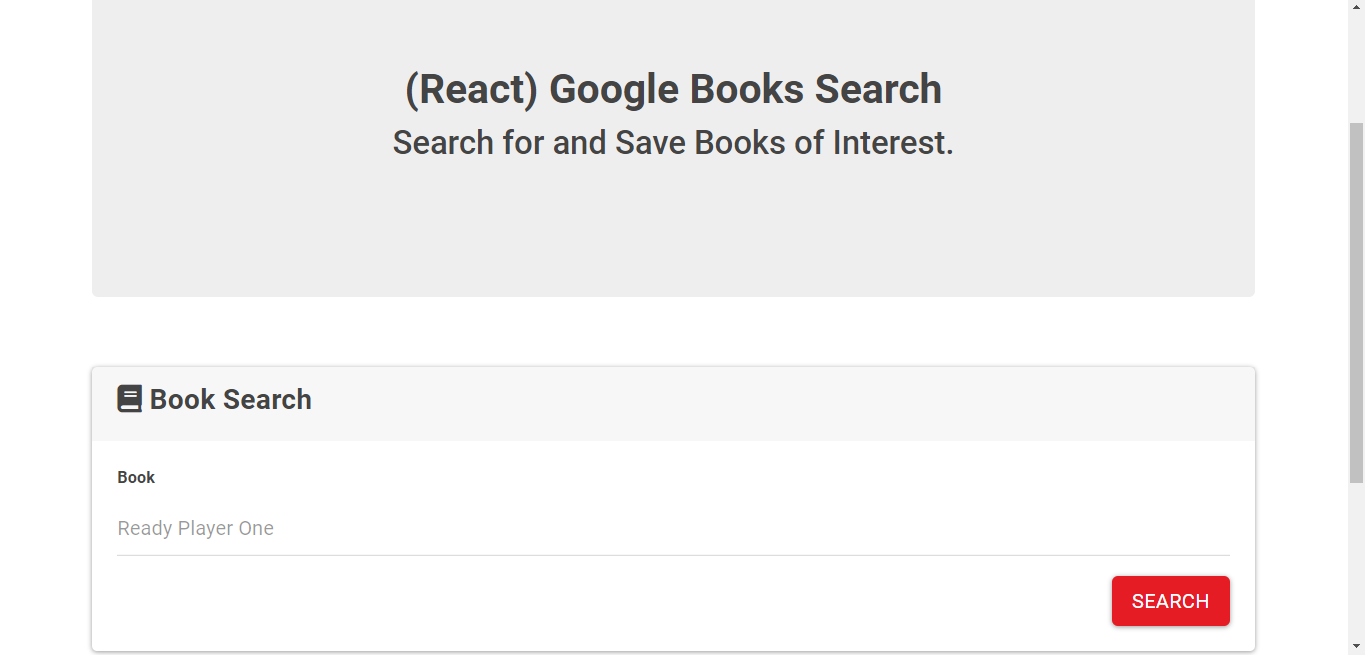 (React) Google Books Search
Search for and Save Books of Interest.
Book Search
Book
Ready Player One
SEARCH